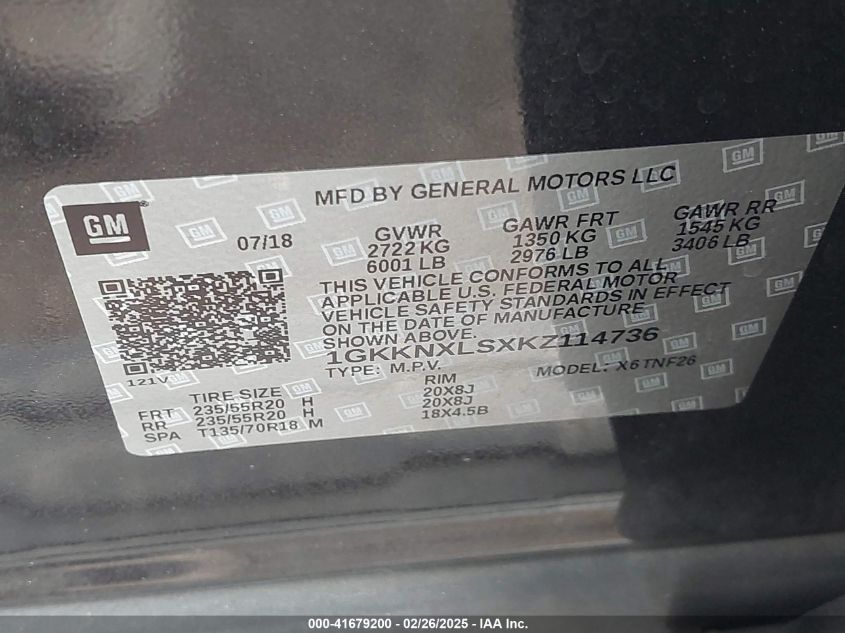 MFD BY GENERAL MOTORS LLC
GM
07/18
GVWR
2722 KG
6001 LB
GAWR FRT
1350 KG
2976 LB
GAWR RR
1545 KG
3406 LB
THIS VEHICLE CONFORMS TO ALL
APPLICABLE U.S. FEDERAL MOTOR
VEHICLE SAFETY STANDARDS IN EFFECT
ON THE DATE OF MANUFACTURE
SHOWN ABOVE.
1GKKNXLSXKZ114736
TYPE: M.P.V. MODEL: X6TNF26
121V
TIRE SIZE RIM
FRT 235/55R20 H 20X8J
RR 235/55R20 H 20X8J
SPA T135/70R18 M 18X4.5B
000-41679200 - 02/26/2025 - IAA Inc.